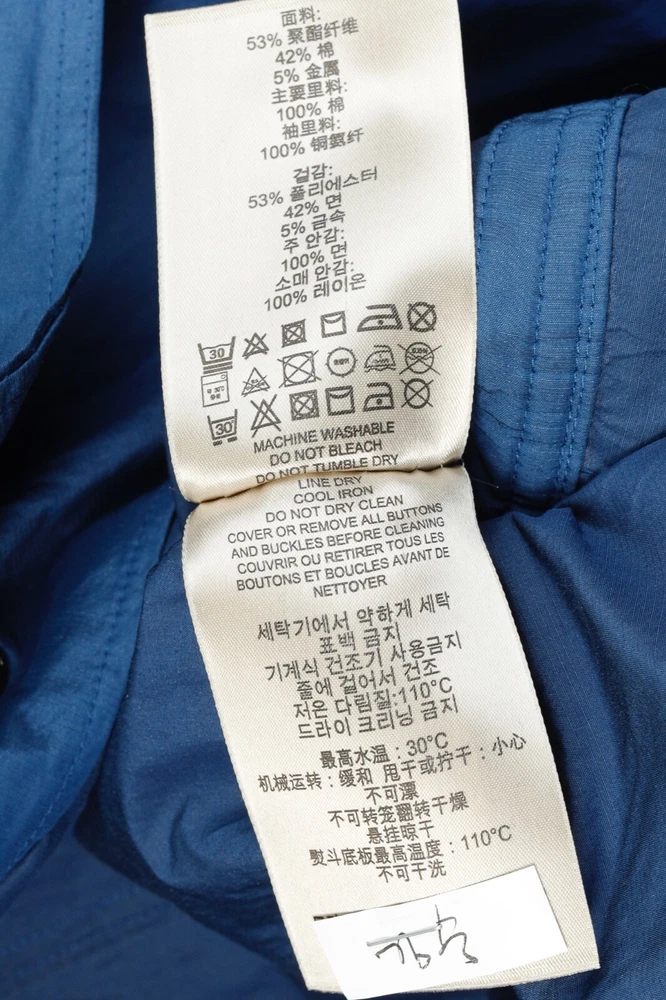 面料:
53% 聚酯纤维
42% 棉
5% 金属
主要里料:
100% 棉
袖里料:
100% 铜氨纤
겉감:
53% 폴리에스터
42% 면
5% 금속
주 안감:
100% 면
소매 안감:
100% 레이온
30
30
MACHINE WASHABLE
DO NOT BLEACH
DO NOT TUMBLE DRY
LINE DRY
COOL IRON
DO NOT DRY CLEAN
COVER OR REMOVE ALL BUTTONS
AND BUCKLES BEFORE CLEANING
COUVRIR OU RETIRER TOUS LES
BOUTONS ET BOUCLES AVANT DE
NETTOYER
세탁기에서 약하게 세탁
표백 금지
기계식 건조기 사용금지
줄에 걸어서 건조
저온 다림질:110°C
드라이 크리닝 금지
最高水温：30°C
机械运转：缓和 甩干或拧干：小心
不可漂
不可转笼翻转干燥
悬挂晾干
熨斗底板最高温度：110°C
不可干洗